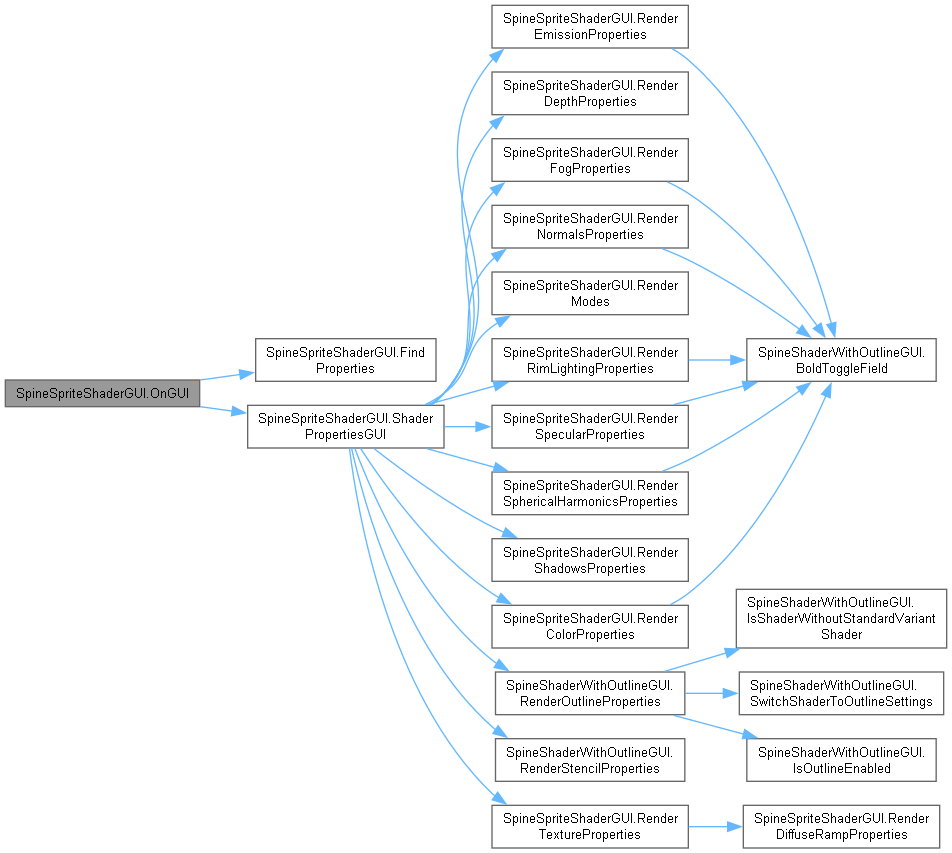 SpineSpriteShaderGUI.OnGUI
SpineSpriteShaderGUI.Find
Properties
SpineSpriteShaderGUI.Shader
PropertiesGUI
SpineSpriteShaderGUI.Render
EmissionProperties
SpineSpriteShaderGUI.Render
DepthProperties
SpineSpriteShaderGUI.Render
FogProperties
SpineSpriteShaderGUI.Render
NormalsProperties
SpineSpriteShaderGUI.Render
Modes
SpineSpriteShaderGUI.Render
RimLightingProperties
SpineSpriteShaderGUI.Render
SpecularProperties
SpineSpriteShaderGUI.Render
SphericalHarmonicsProperties
SpineSpriteShaderGUI.Render
ShadowsProperties
SpineSpriteShaderGUI.Render
ColorProperties
SpineShaderWithOutlineGUI.
RenderOutlineProperties
SpineShaderWithOutlineGUI.
RenderStencilProperties
SpineSpriteShaderGUI.Render
TextureProperties
SpineShaderWithOutlineGUI.
BoldToggleField
SpineShaderWithOutlineGUI.
IsShaderWithoutStandardVariant
Shader
SpineShaderWithOutlineGUI.
SwitchShaderToOutlineSettings
SpineShaderWithOutlineGUI.
IsOutlineEnabled
SpineSpriteShaderGUI.Render
DiffuseRampProperties